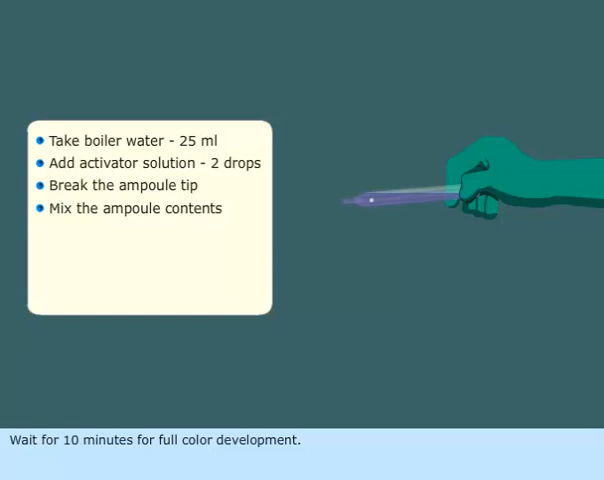 Take boiler water - 25 ml
Add activator solution - 2 drops
Break the ampoule tip
Mix the ampoule contents
Wait for 10 minutes for full color development.